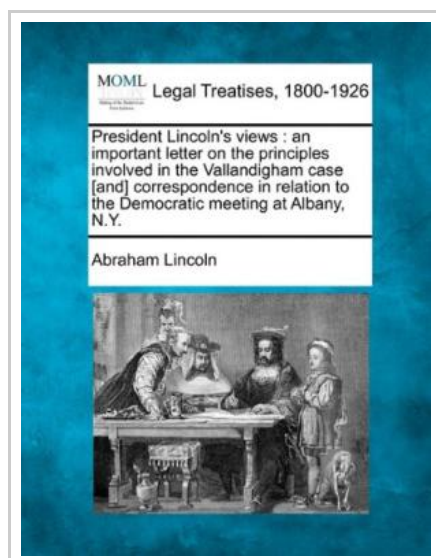 MOML Legal Treatises, 1800-1926
President Lincoln's views : an
important letter on the principles
involved in the Vallandigham case
[and] correspondence in relation to
the Democratic meeting at Albany,
N.Y.
Abraham Lincoln